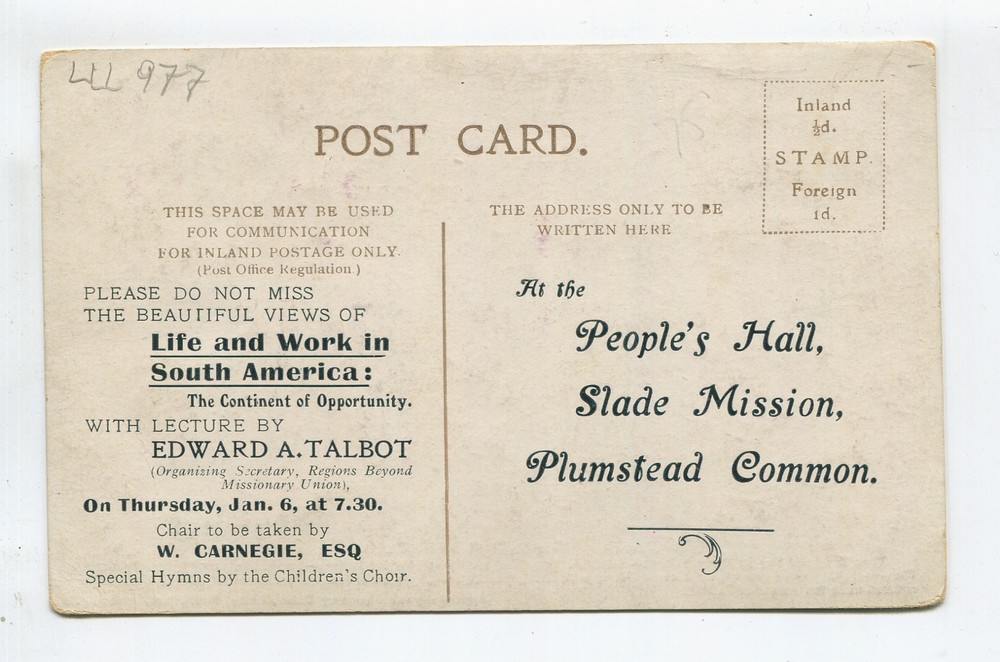 LLL 977
POST CARD.
Inland
½d.
STAMP.
Foreign
1d.
THIS SPACE MAY BE USED
FOR COMMUNICATION
FOR INLAND POSTAGE ONLY.
(Post Office Regulation.)
PLEASE DO NOT MISS
THE BEAUTIFUL VIEWS OF
Life and Work in
South America:
The Continent of Opportunity.
WITH LECTURE BY
EDWARD A. TALBOT
(Organizing Secretary, Regions Beyond
Missionary Union),
On Thursday, Jan. 6, at 7.30.
Chair to be taken by
W. CARNEGIE, ESQ
Special Hymns by the Children's Choir.
THE ADDRESS ONLY TO BE
WRITTEN HERE
At the
People's Hall,
Slade Mission,
Plumstead Common.